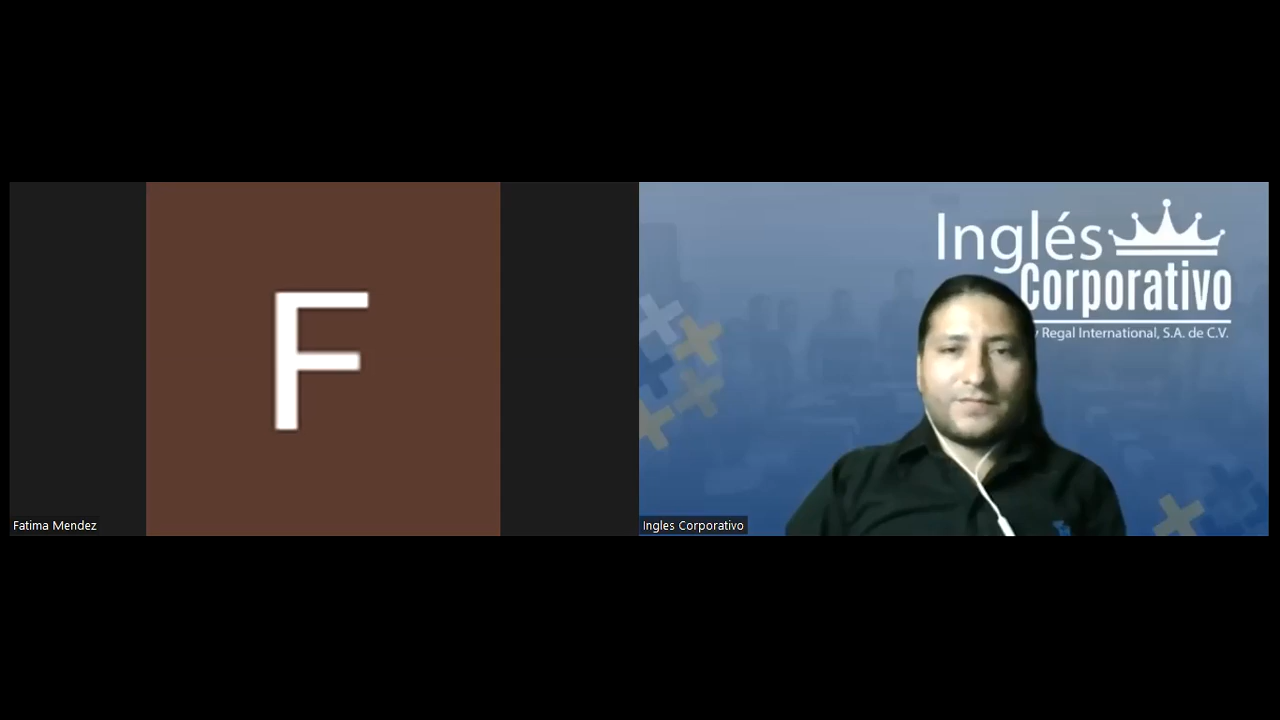 F
Fatima Mendez
Inglés
Corporativo
y Regal International, S.A. de C.V.
Ingles Corporativo